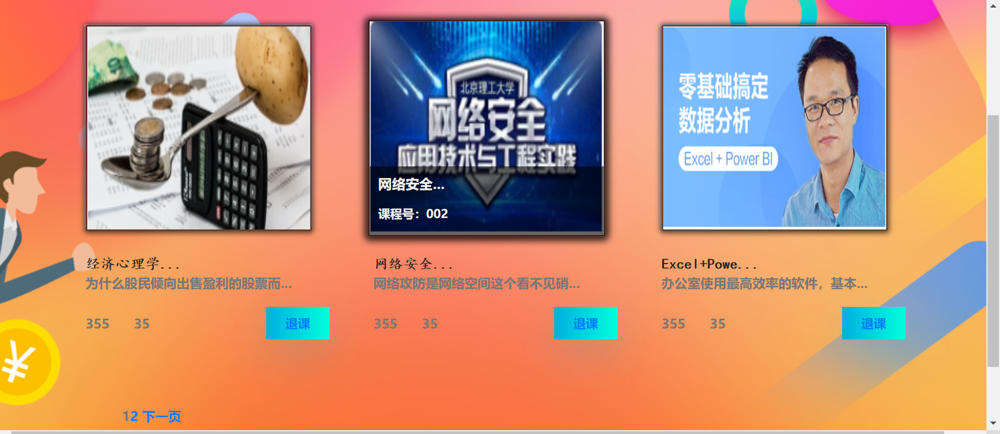 北京理工大学
网络安全
应用技术与工程实践
网络安全...
课程号：002
零基础搞定
数据分析
Excel + Power BI
经济心理学...
为什么股民倾向出售盈利的股票而...
355 35
退课
网络安全...
网络攻防是网络空间这个看不见硝...
355 35
退课
Excel+Powe...
办公室使用最高效率的软件，基本...
355 35
退课
¥
12 下一页